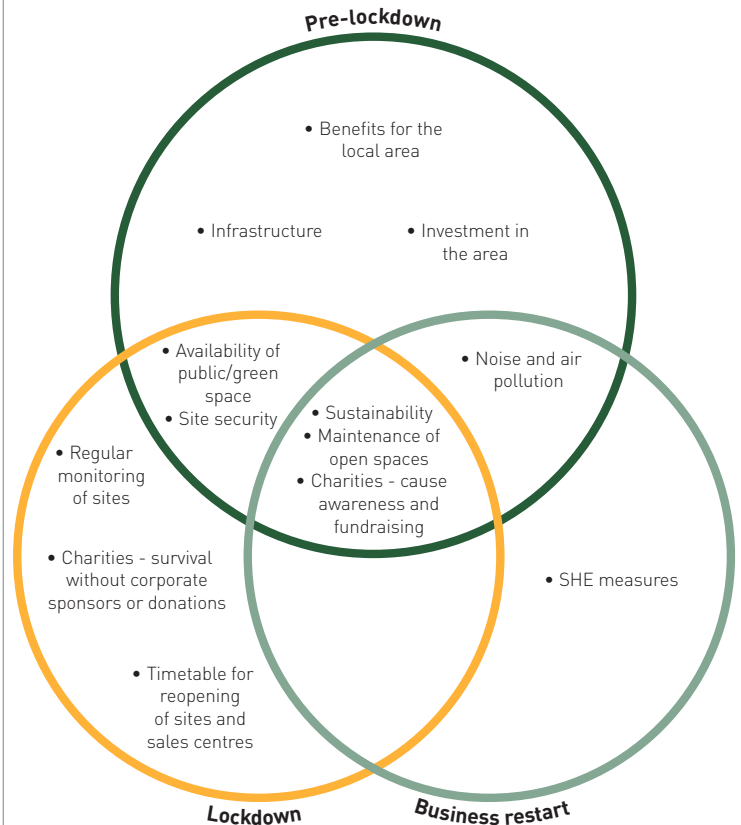 Pre-lockdown
• Benefits for the
local area
• Infrastructure
• Investment in
the area
• Availability of
public/green
space
• Site security
• Noise and air
pollution
• Sustainability
• Maintenance of
open spaces
• Charities - cause
awareness and
fundraising
• Regular
monitoring
of sites
• Charities - survival
without corporate
sponsors or donations
• SHE measures
• Timetable for
reopening
of sites and
sales centres
Lockdown
Business restart